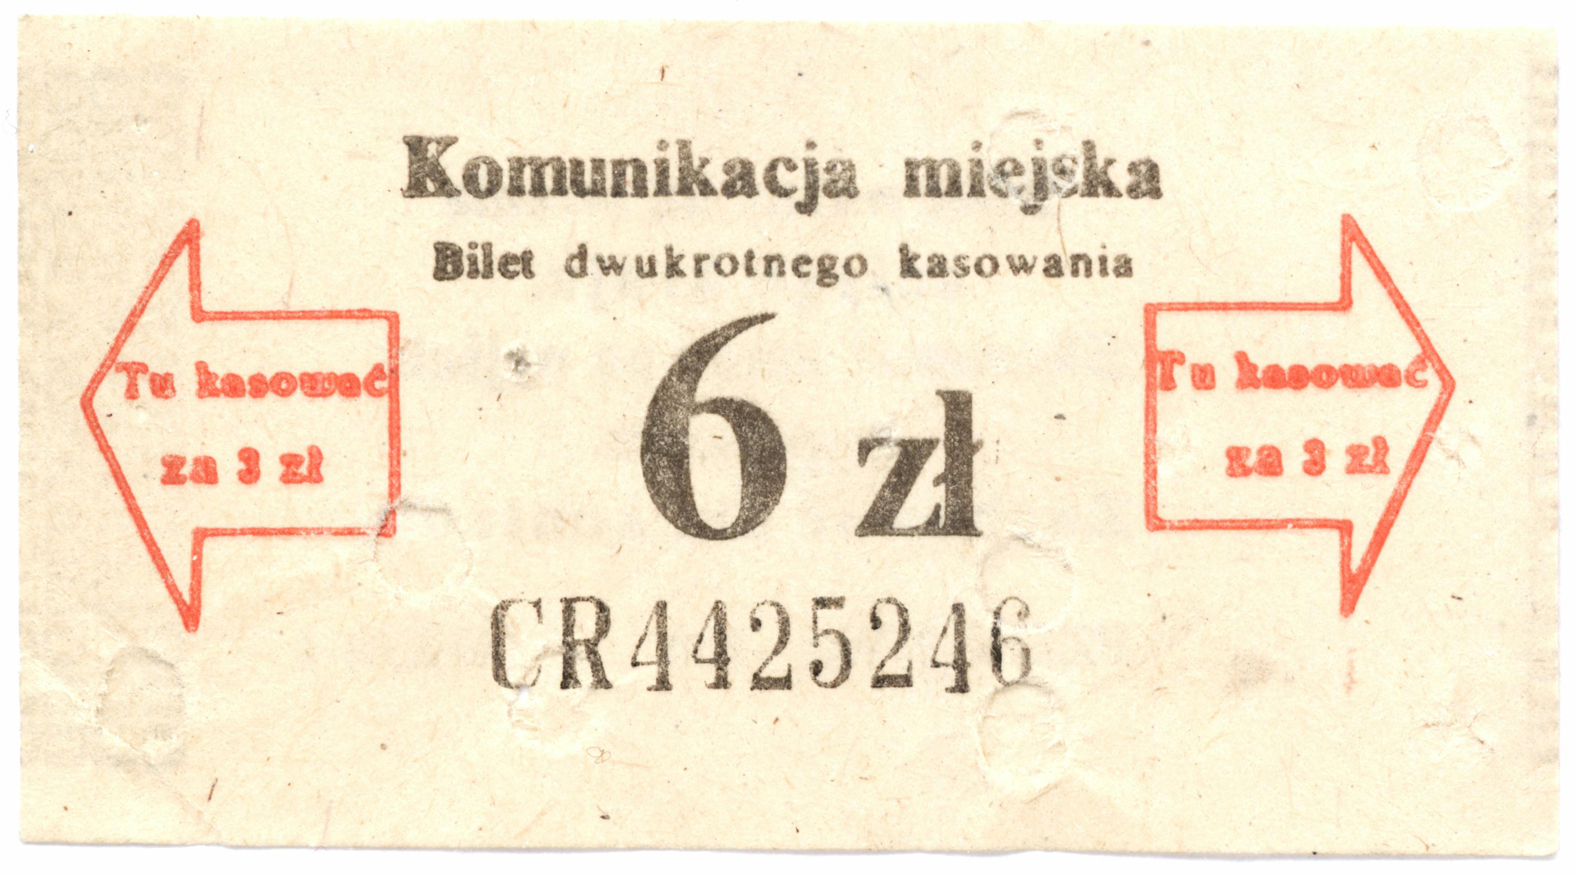 Komunikacja miejska
Bilet dwukrotnego kasowania
Tu kasować
za 3 zł
6 zł
Tu kasować
za 3 zł
CR4425246